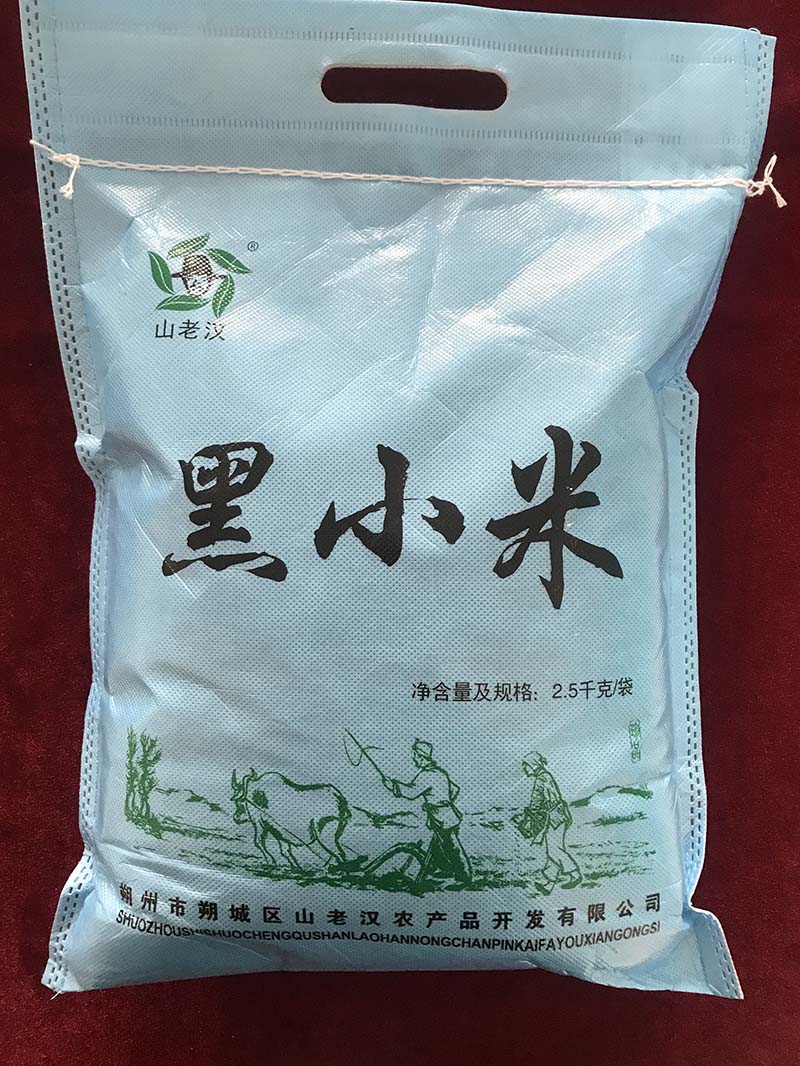 ®
山老汉
黑小米
净含量及规格：2.5千克/袋
朔州市朔城区山老汉农产品开发有限公司
SHUOZHOUSHISHUOCHENGQUSHANLAOHANNONGCHANPINKAIFAYOUXIANGONGSI